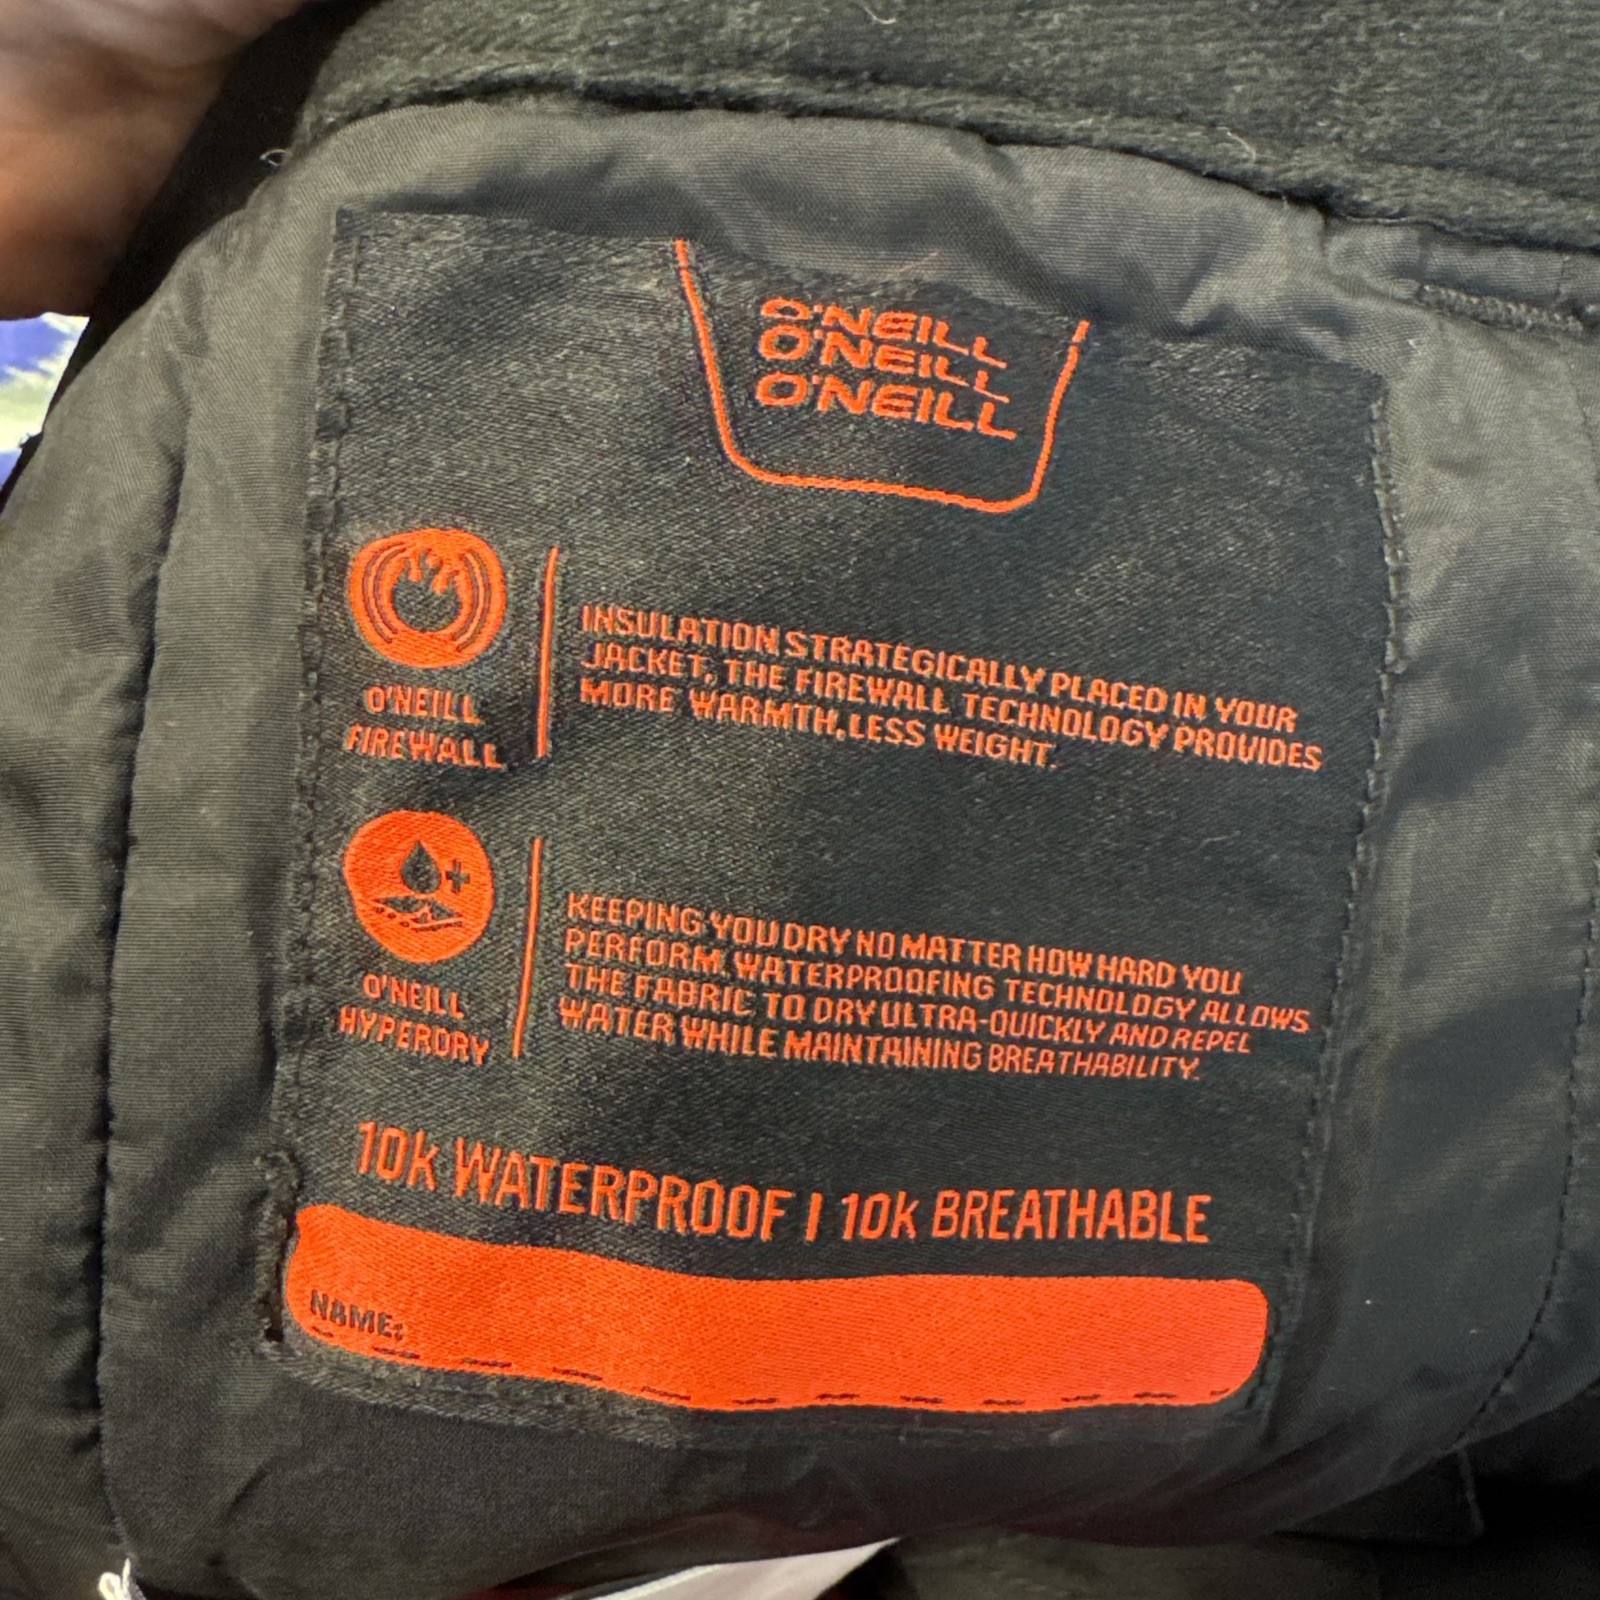 O'NEILL
O'NEILL
O'NEILL
O'NEILL
FIREWALL
INSULATION STRATEGICALLY PLACED IN YOUR
JACKET, THE FIREWALL TECHNOLOGY PROVIDES
MORE WARMTH, LESS WEIGHT.
O'NEILL
HYPERDRY
KEEPING YOU DRY NO MATTER HOW HARD YOU
PERFORM. WATERPROOFING TECHNOLOGY ALLOWS
THE FABRIC TO DRY ULTRA-QUICKLY AND REPEL
WATER WHILE MAINTAINING BREATHABILITY.
10k WATERPROOF | 10k BREATHABLE
NAME: